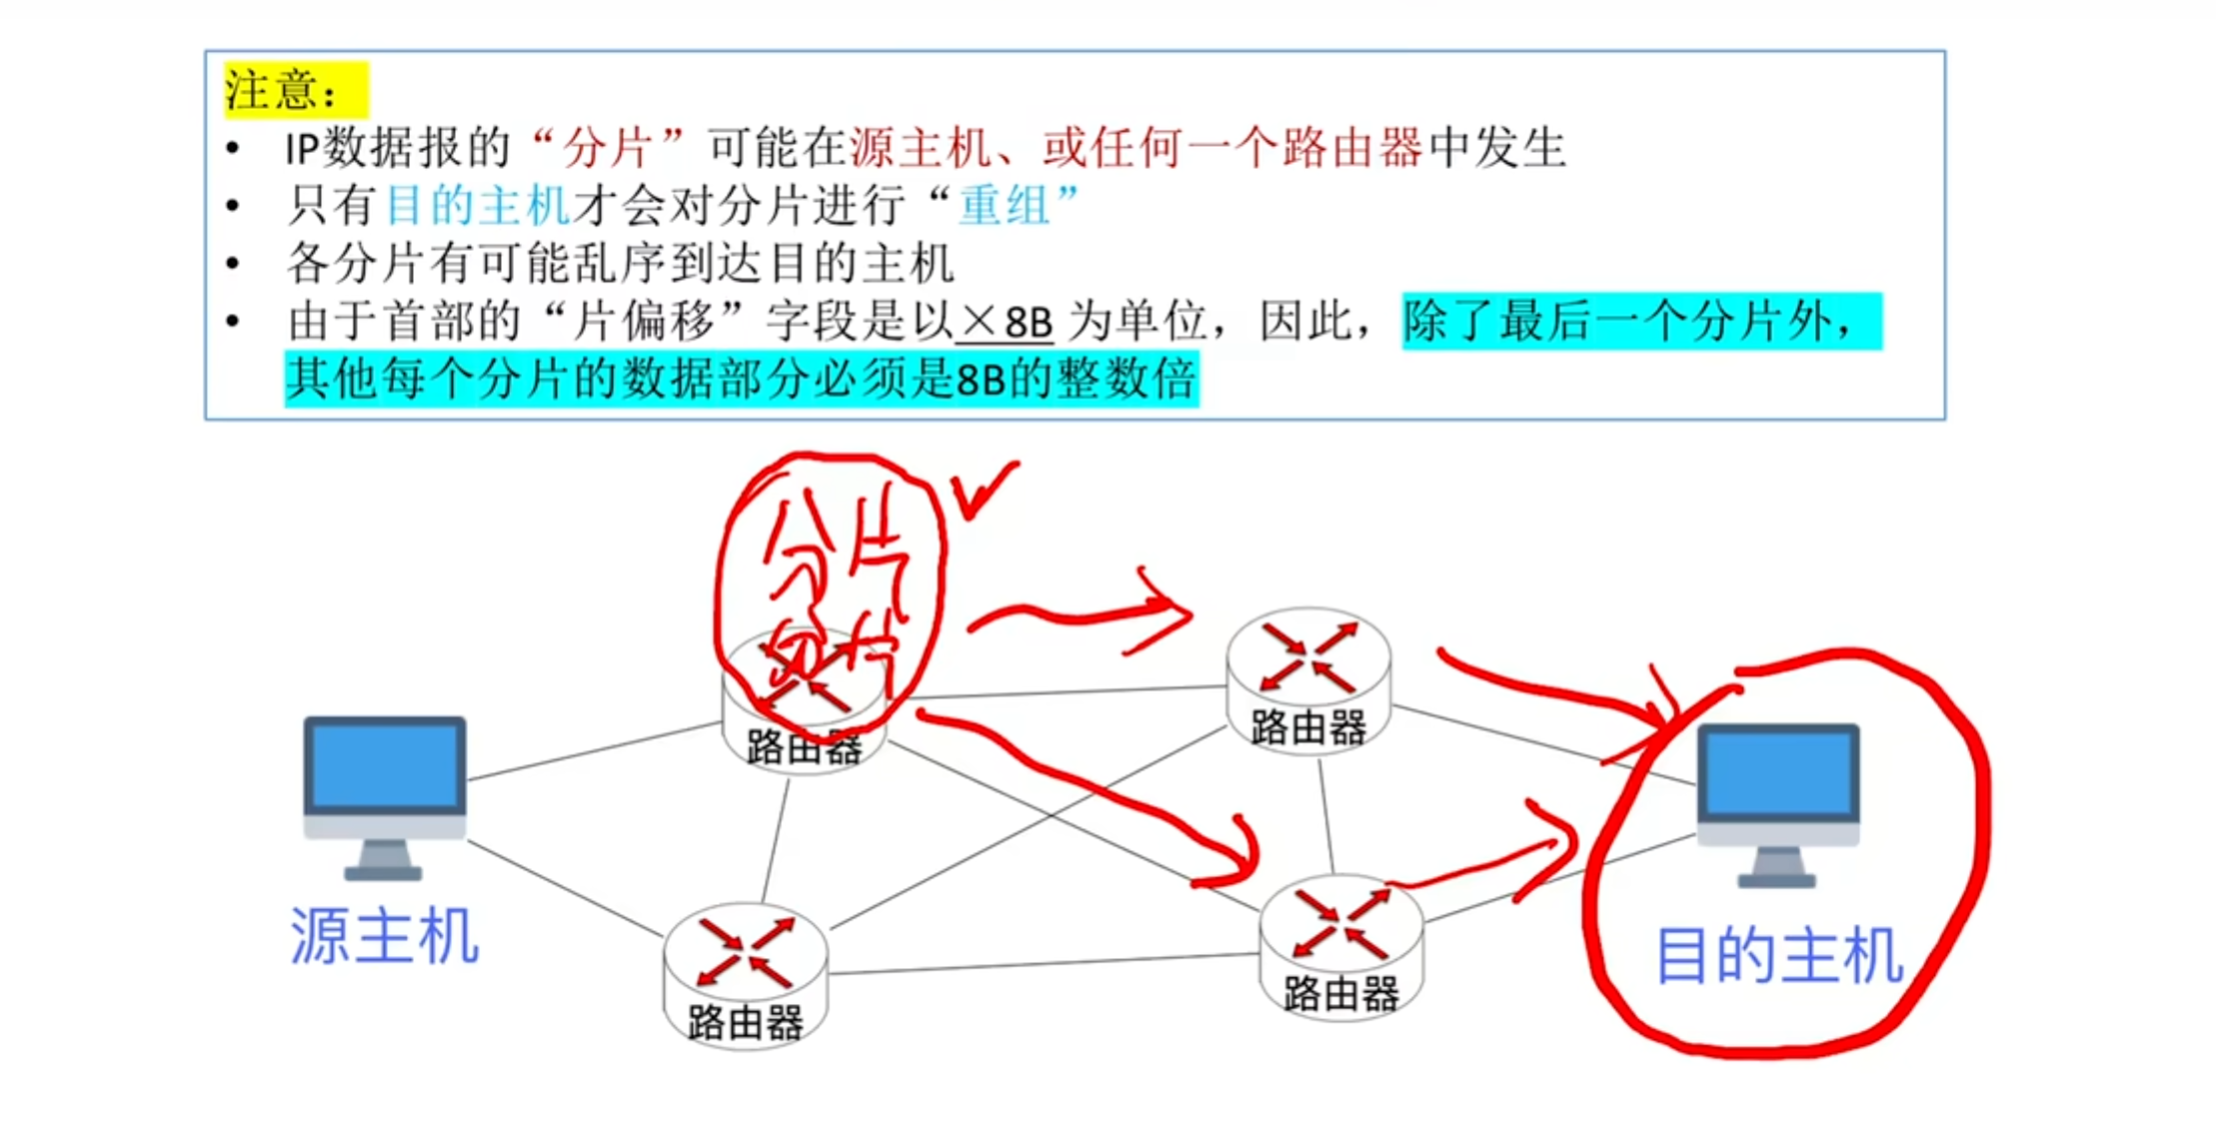 注意：
• IP数据报的“分片”可能在源主机、或任何一个路由器中发生
• 只有目的主机才会对分片进行“重组”
• 各分片有可能乱序到达目的主机
• 由于首部的“片偏移”字段是以×8B 为单位，因此，除了最后一个分片外，
其他每个分片的数据部分必须是8B的整数倍
分片
分片
路由器
路由器
源主机
目的主机
路由器
路由器